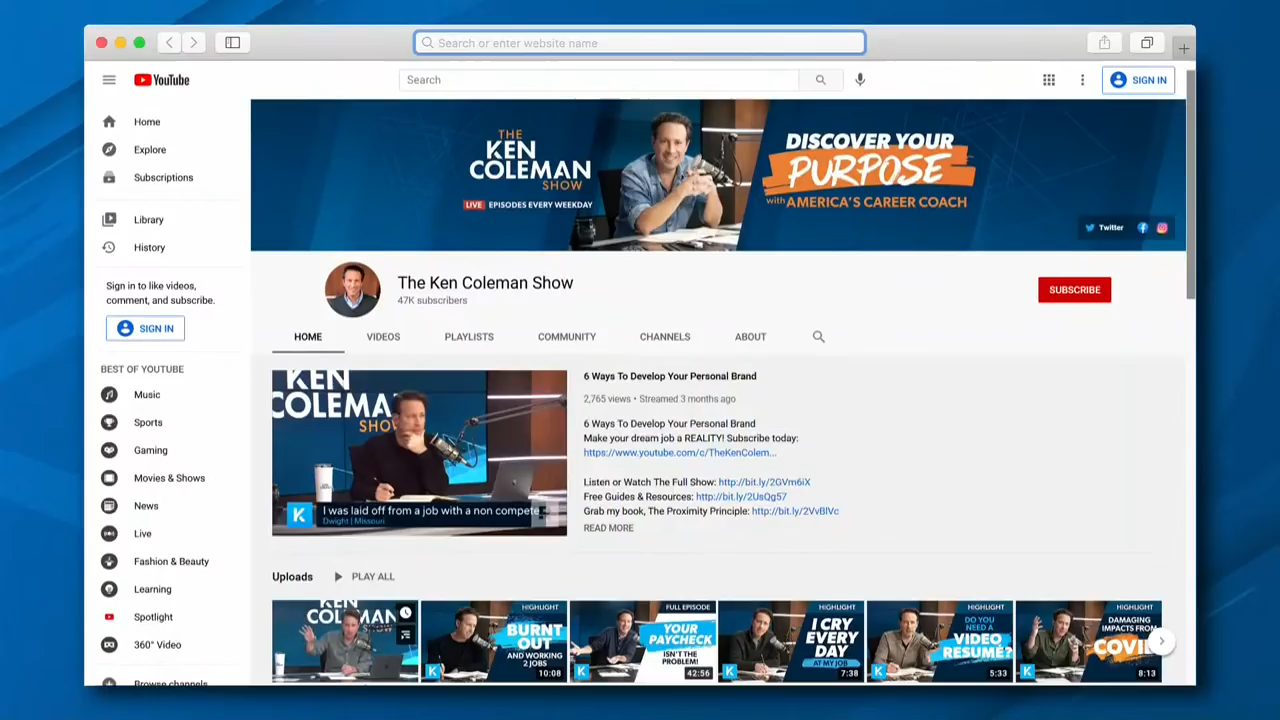 Search or enter website name
YouTube
Search
SIGN IN
Home
Explore
Subscriptions
Library
History
Sign in to like videos,
comment, and subscribe.
SIGN IN
BEST OF YOUTUBE
Music
Sports
Gaming
Movies & Shows
News
Live
Fashion & Beauty
Learning
Spotlight
360° Video
Browse channels
THE
KEN
COLEMAN
SHOW
LIVE EPISODES EVERY WEEKDAY
DISCOVER YOUR
PURPOSE
with AMERICA'S CAREER COACH
Twitter
The Ken Coleman Show
47K subscribers
SUBSCRIBE
HOME VIDEOS PLAYLISTS COMMUNITY CHANNELS ABOUT
KEN
COLEMA
SHO
K
I was laid off from a job with a non compete
Dwight | Missouri
6 Ways To Develop Your Personal Brand
2,765 views • Streamed 3 months ago
6 Ways To Develop Your Personal Brand
Make your dream job a REALITY! Subscribe today:
https://www.youtube.com/c/TheKenColem...
Listen or Watch The Full Show: http://bit.ly/2GVm6iX
Free Guides & Resources: http://bit.ly/2UsQg57
Grab my book, The Proximity Principle: http://bit.ly/2VvBlVc
READ MORE
Uploads PLAY ALL
KEN
COLEMAN
SHOW
HIGHLIGHT
BURNT
OUT
AND WORKING
2 JOBS
K
10:08
FULL EPISODE
YOUR
PAYCHECK
ISN'T THE
PROBLEM!
K
42:56
HIGHLIGHT
I CRY
EVERY
DAY
AT MY JOB
K
7:38
HIGHLIGHT
DO YOU
NEED A
VIDEO
RESUMÉ?
K
5:33
HIGHLIGHT
DAMAGING
IMPACTS FROM
COVI
K
8:13